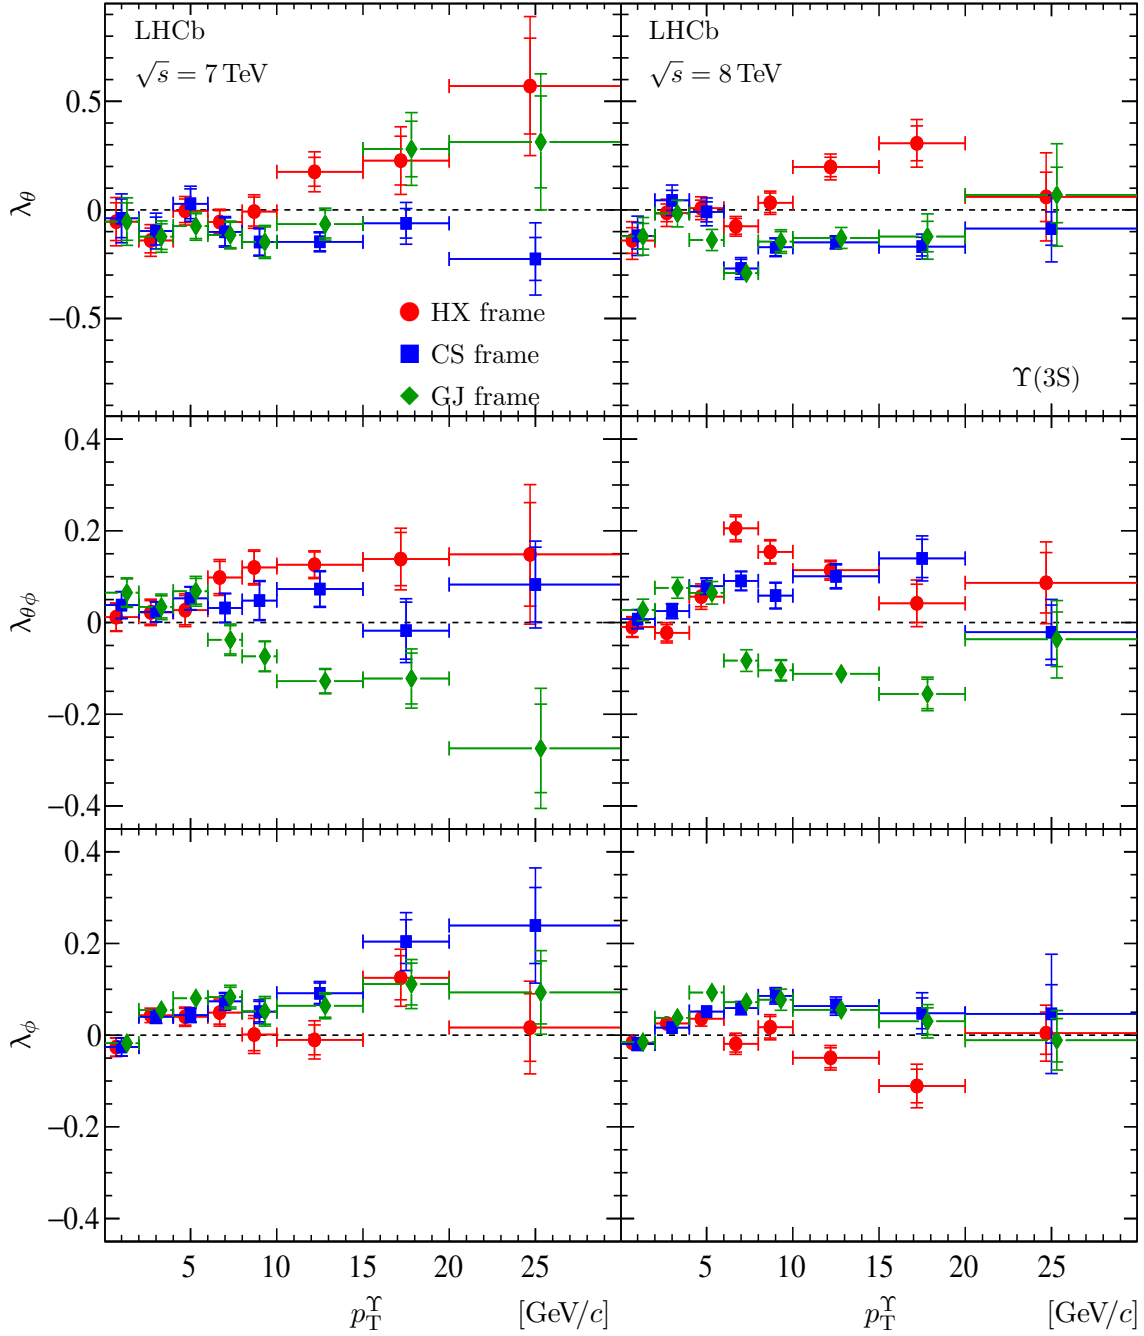 LHCb
√s = 7 TeV
LHCb
√s = 8 TeV
λθ
0.5
0
−0.5
HX frame
CS frame
GJ frame
ϒ(3S)
λθϕ
0.4
0.2
0
−0.2
−0.4
λϕ
0.4
0.2
0
−0.2
−0.4
5 10 15 20 25
5 10 15 20 25
pTϒ [GeV/c]
pTϒ [GeV/c]